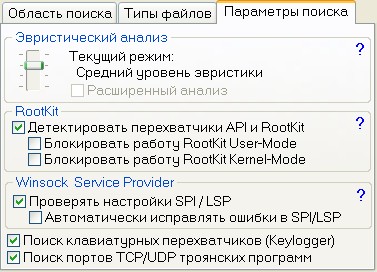 Область поиска Типы файлов Параметры поиска
Эвристический анализ
?
Текущий режим:
Средний уровень эвристики
Расширенный анализ
RootKit
?
Детектировать перехватчики API и RootKit
Блокировать работу RootKit User-Mode
Блокировать работу RootKit Kernel-Mode
Winsock Service Provider
?
Проверять настройки SPI / LSP
Автоматически исправлять ошибки в SPI/LSP
Поиск клавиатурных перехватчиков (Keylogger)
Поиск портов TCP/UDP троянских программ